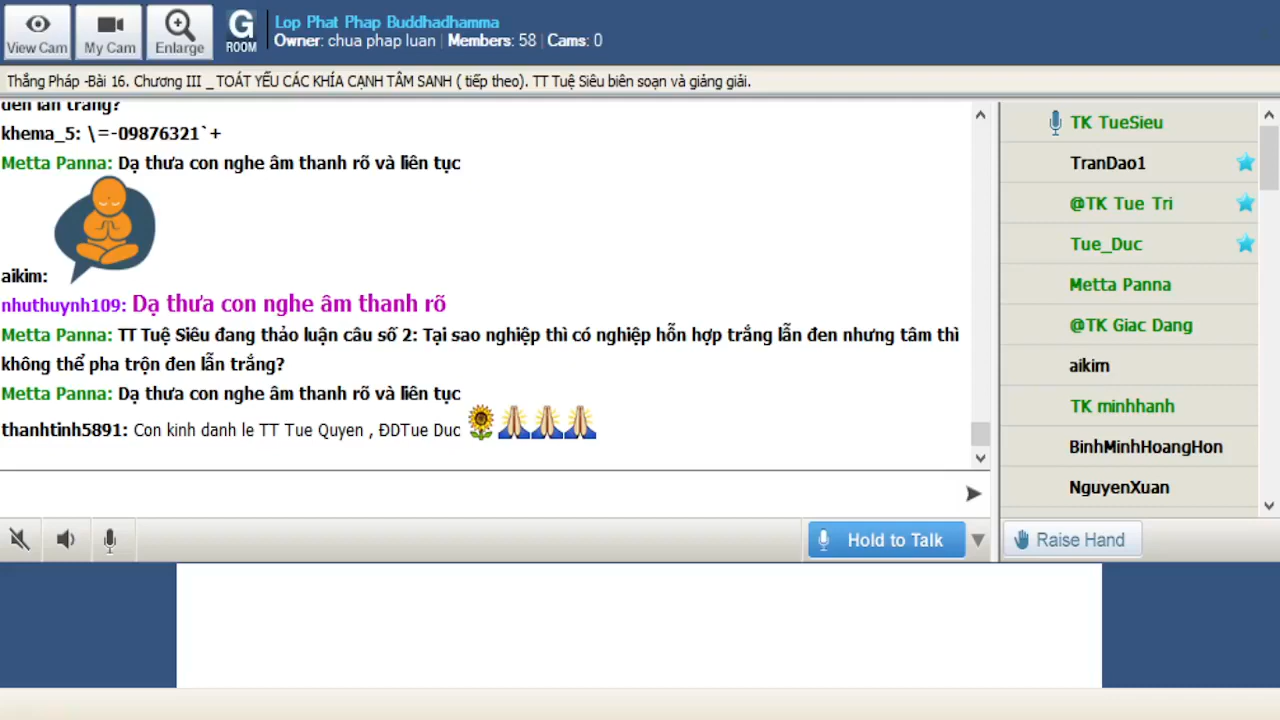 View Cam
My Cam
Enlarge
G
ROOM
Lop Phat Phap Buddhadhamma
Owner: chua phap luan | Members: 58 | Cams: 0
Thắng Pháp -Bài 16. Chương III _ TOÁT YẾU CÁC KHÍA CẠNH TÂM SANH ( tiếp theo). TT Tuệ Siêu biên soạn và giảng giải.
đen lẫn trắng?
khema_5: \=-09876321`+
Metta Panna: Dạ thưa con nghe âm thanh rõ và liên tục
aikim:
nhuthuynh109: Dạ thưa con nghe âm thanh rõ
Metta Panna: TT Tuệ Siêu đang thảo luận câu số 2: Tại sao nghiệp thì có nghiệp hỗn hợp trắng lẫn đen nhưng tâm thì
không thể pha trộn đen lẫn trắng?
Metta Panna: Dạ thưa con nghe âm thanh rõ và liên tục
thanhtinh5891: Con kinh danh le TT Tue Quyen , ĐDTue Duc
TK TueSieu
TranDao1
@TK Tue Tri
Tue_Duc
Metta Panna
@TK Giac Dang
aikim
TK minhhanh
BinhMinhHoangHon
NguyenXuan
Hold to Talk
Raise Hand